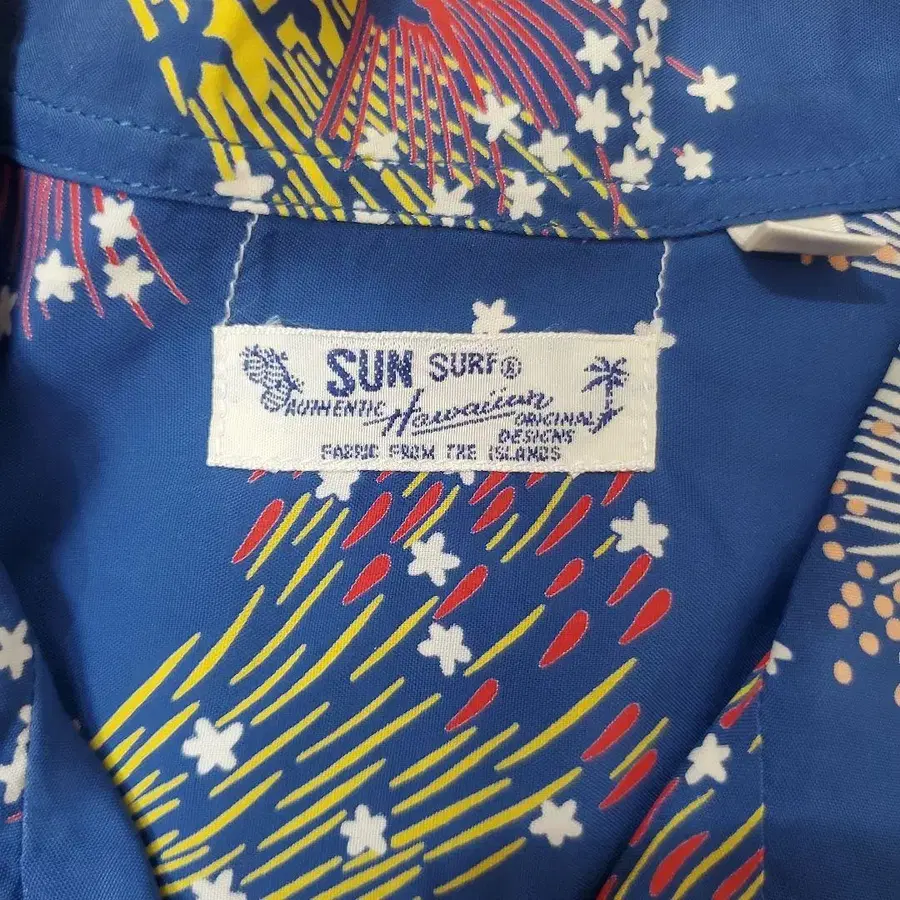 SUN SURF®
AUTHENTIC Hawaiian ORIGINAL
DESIGNS
FABRIC FROM THE ISLANDS